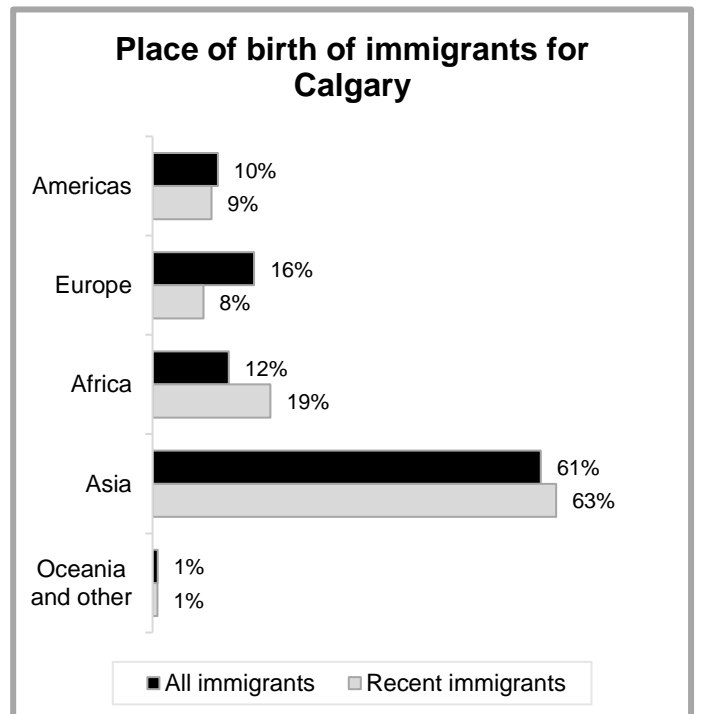 Place of birth of immigrants for
Calgary
Americas
10%
9%
Europe
16%
8%
Africa
12%
19%
Asia
61%
63%
Oceania
and other
1%
1%
All immigrants
Recent immigrants